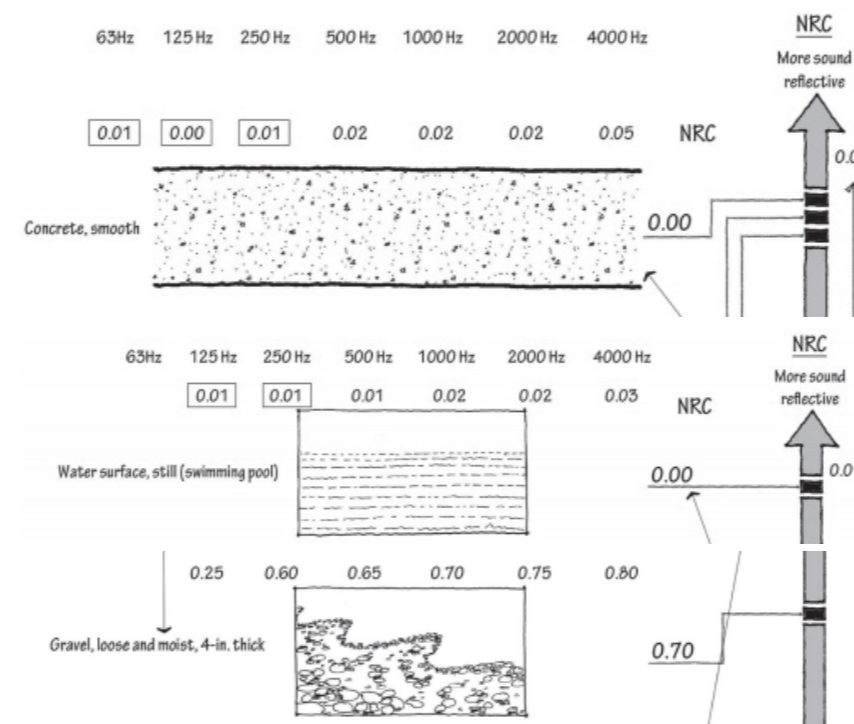 NRC
63Hz 125 Hz 250 Hz 500 Hz 1000 Hz 2000 Hz 4000 Hz
More sound
reflective
0.01 0.00 0.01 0.02 0.02 0.02 0.05 NRC
0.00
Concrete, smooth
NRC
63Hz 125 Hz 250 Hz 500 Hz 1000 Hz 2000 Hz 4000 Hz
More sound
reflective
0.01 0.01 0.01 0.02 0.02 0.03
NRC
Water surface, still (swimming pool)
0.00
0.0
0.25 0.60 0.65 0.70 0.75 0.80
Gravel, loose and moist, 4-in. thick
0.70